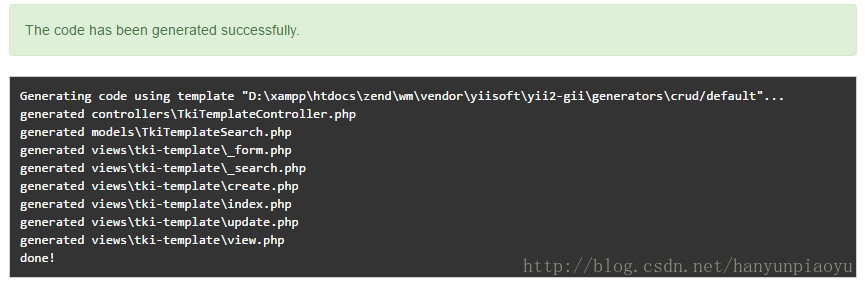 The code has been generated successfully.
Generating code using template "D:\xampp\htdocs\zend\wm\vendor\yiisoft\yii2-gii\generators\crud/default"...
generated controllers\TkiTemplateController.php
generated models\TkiTemplateSearch.php
generated views\tki-template\_form.php
generated views\tki-template\_search.php
generated views\tki-template\create.php
generated views\tki-template\index.php
generated views\tki-template\update.php
generated views\tki-template\view.php
done!
http://blog.csdn.net/hanyunpiaoyu